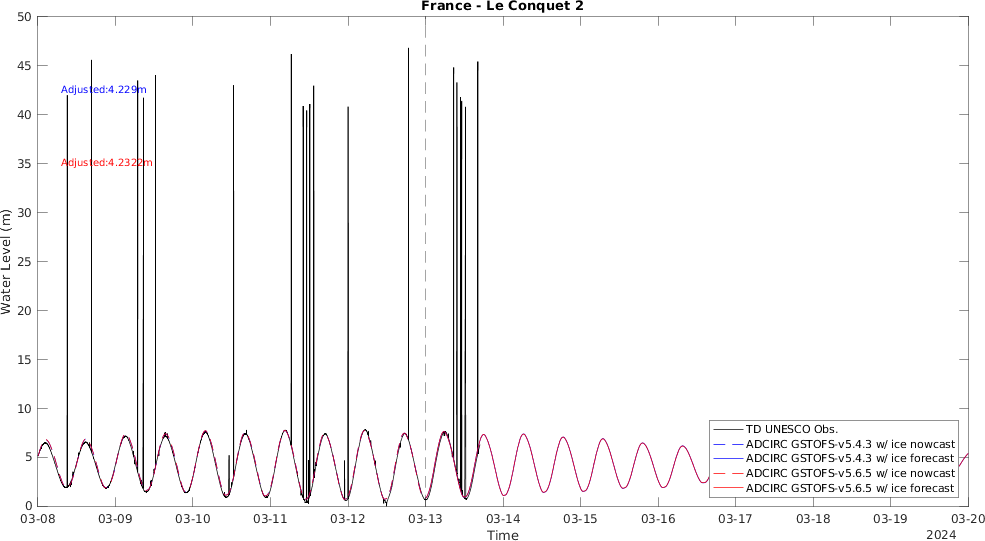 France - Le Conquet 2
50
45
40
35
30
25
20
15
10
5
0
Water Level (m)
Adjusted:4.229m
Adjusted:4.2322m
TD UNESCO Obs.
ADCIRC GSTOFS-v5.4.3 w/ ice nowcast
ADCIRC GSTOFS-v5.4.3 w/ ice forecast
ADCIRC GSTOFS-v5.6.5 w/ ice nowcast
ADCIRC GSTOFS-v5.6.5 w/ ice forecast
03-08 03-09 03-10 03-11 03-12 03-13 03-14 03-15 03-16 03-17 03-18 03-19 03-20
Time
2024